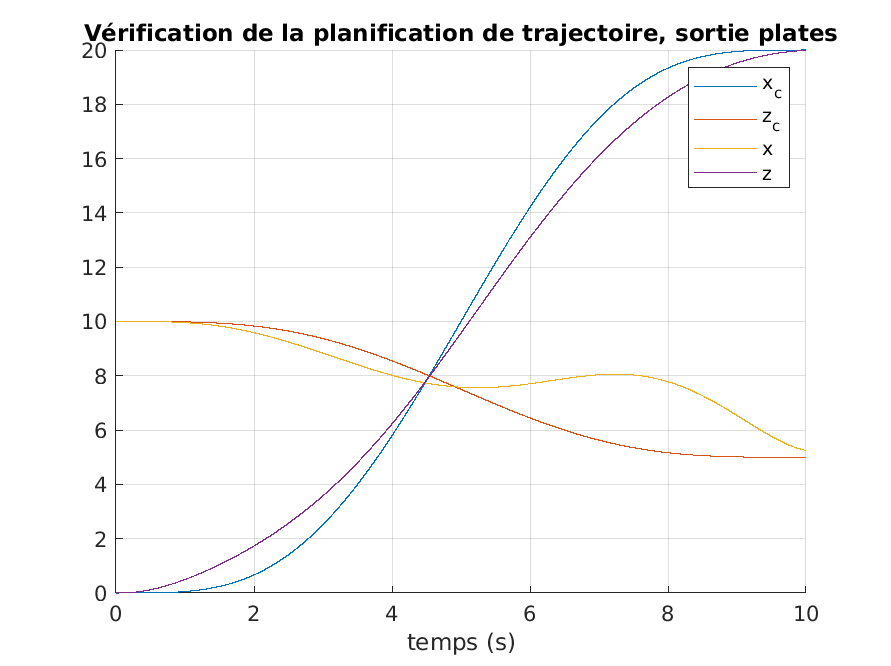 Vérification de la planification de trajectoire, sortie plates
20
18
16
14
12
10
8
6
4
2
0
x_c
z_c
x
z
0 2 4 6 8 10
temps (s)